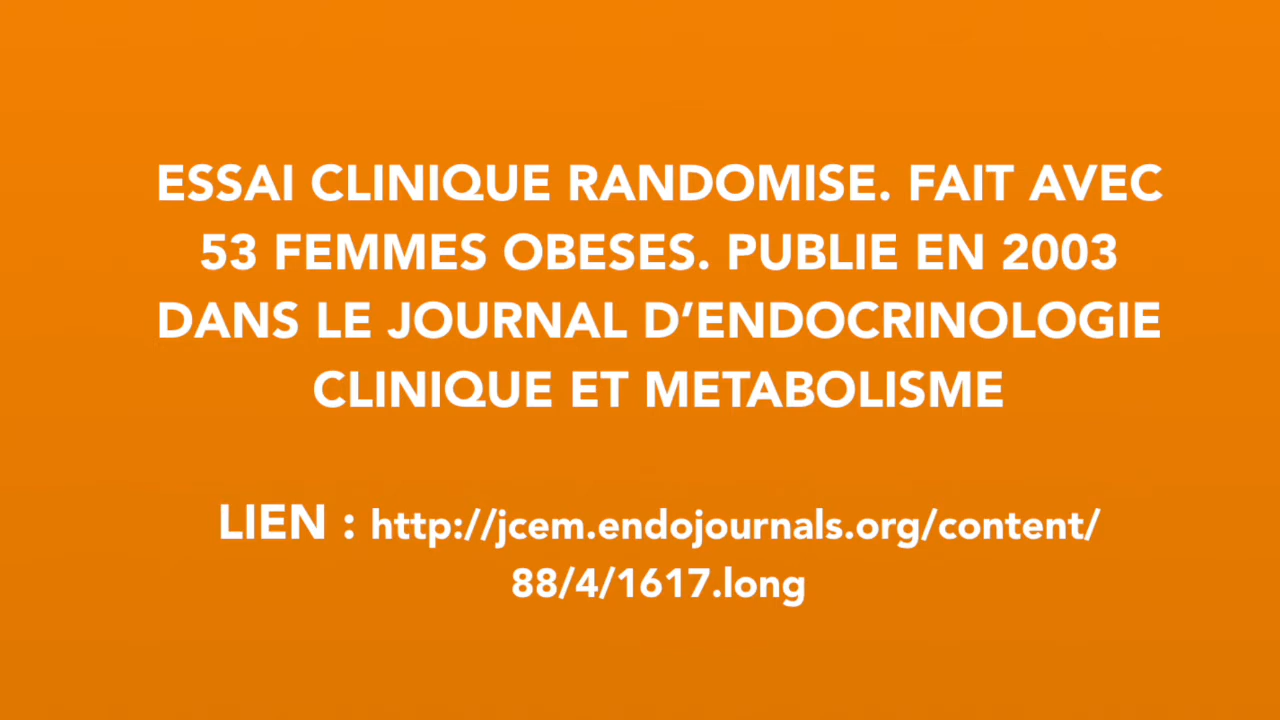 ESSAI CLINIQUE RANDOMISE. FAIT AVEC
53 FEMMES OBESES. PUBLIE EN 2003
DANS LE JOURNAL D’ENDOCRINOLOGIE
CLINIQUE ET METABOLISME
LIEN : http://jcem.endojournals.org/content/
88/4/1617.long